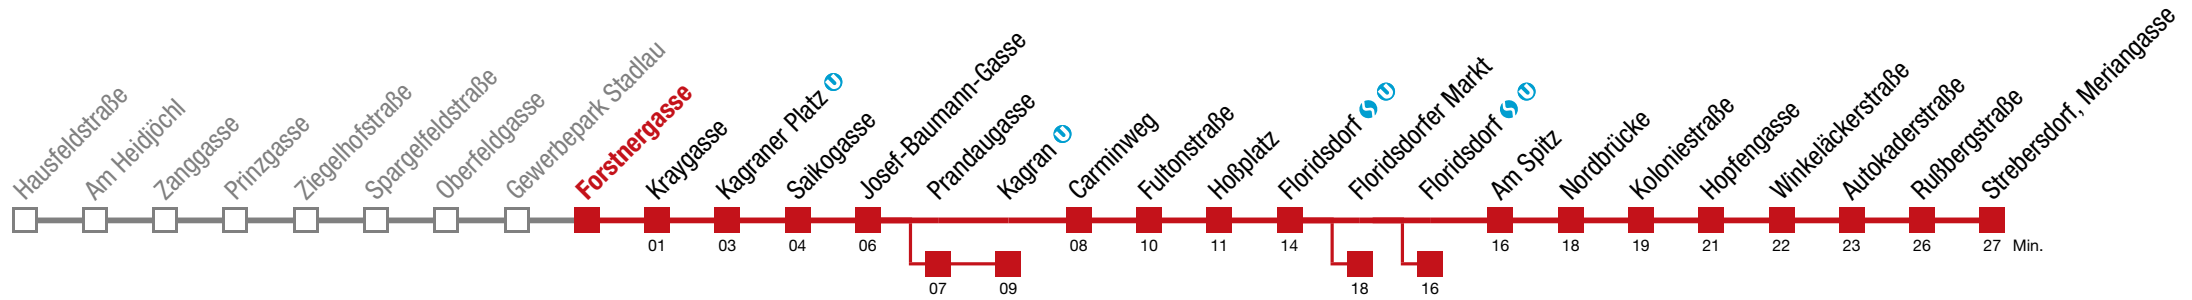 Hausfeldstraße
Am Heidjöchl
Zanggasse
Prinzgasse
Ziegelhofstraße
Spargelfeldstraße
Oberfeldgasse
Gewerbepark Stadlau
Forstnergasse
Kraygasse
Kagraner Platz U
Saikogasse
Josef-Baumann-Gasse
Prandaugasse
Kagran U
Carminweg
Fultonstraße
Hoßplatz
Floridsdorf S U
Floridsdorfer Markt
Floridsdorf S U
Am Spitz
Nordbrücke
Koloniestraße
Hopfengasse
Winkeläckerstraße
Autokaderstraße
Rußbergstraße
Strebersdorf, Meriangasse
01 03 04 06 08 10 11 14 16 18 19 21 22 23 26 27 Min.
07 09 18 16